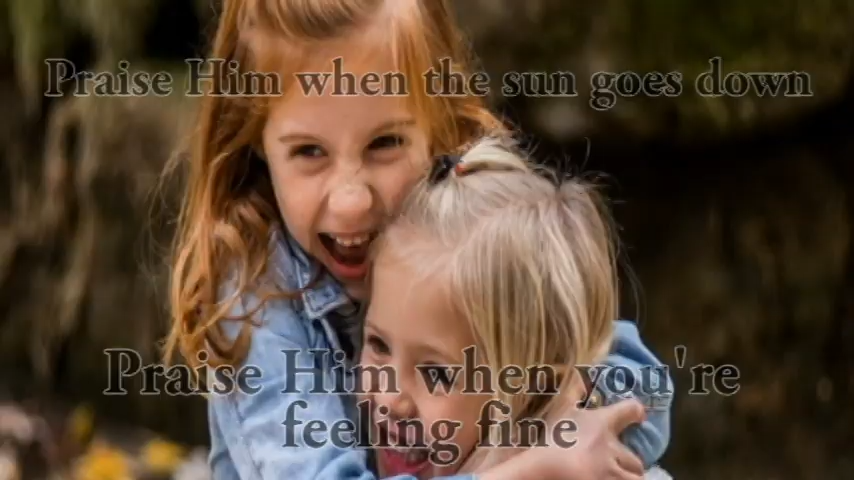 Praise Him when the sun goes down
Praise Him when you're
feeling fine